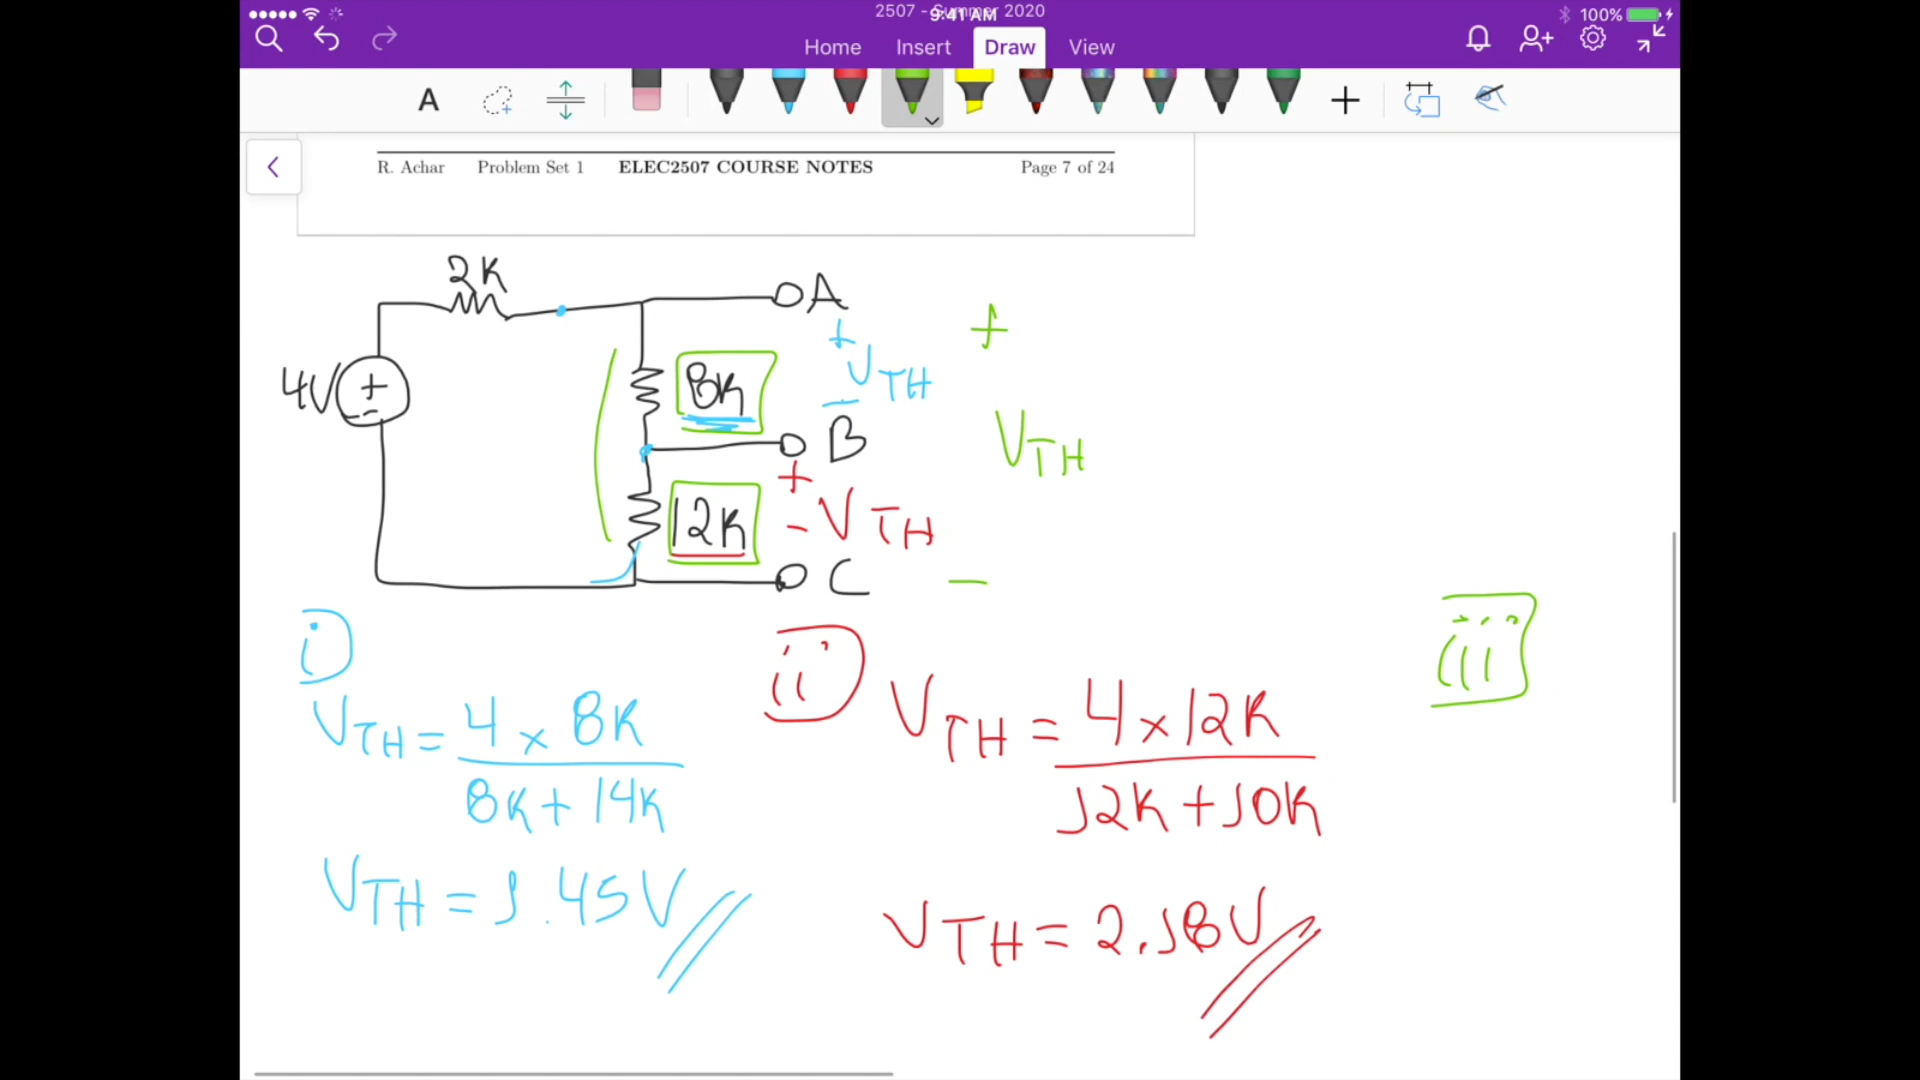 2507 - Summer 2020
9:41 AM
100%
Home Insert Draw View
A
R. Achar Problem Set 1 ELEC2507 COURSE NOTES Page 7 of 24
2K
A
+
+
4V
+
-
8K
VTH
-
B
VTH
+
12K
- VTH
C
-
i
ii
iii
VTH = 4 x 8K
8K + 14K
VTH = 4 x 12K
12K + 10K
VTH = 1.45V
VTH = 2.18V